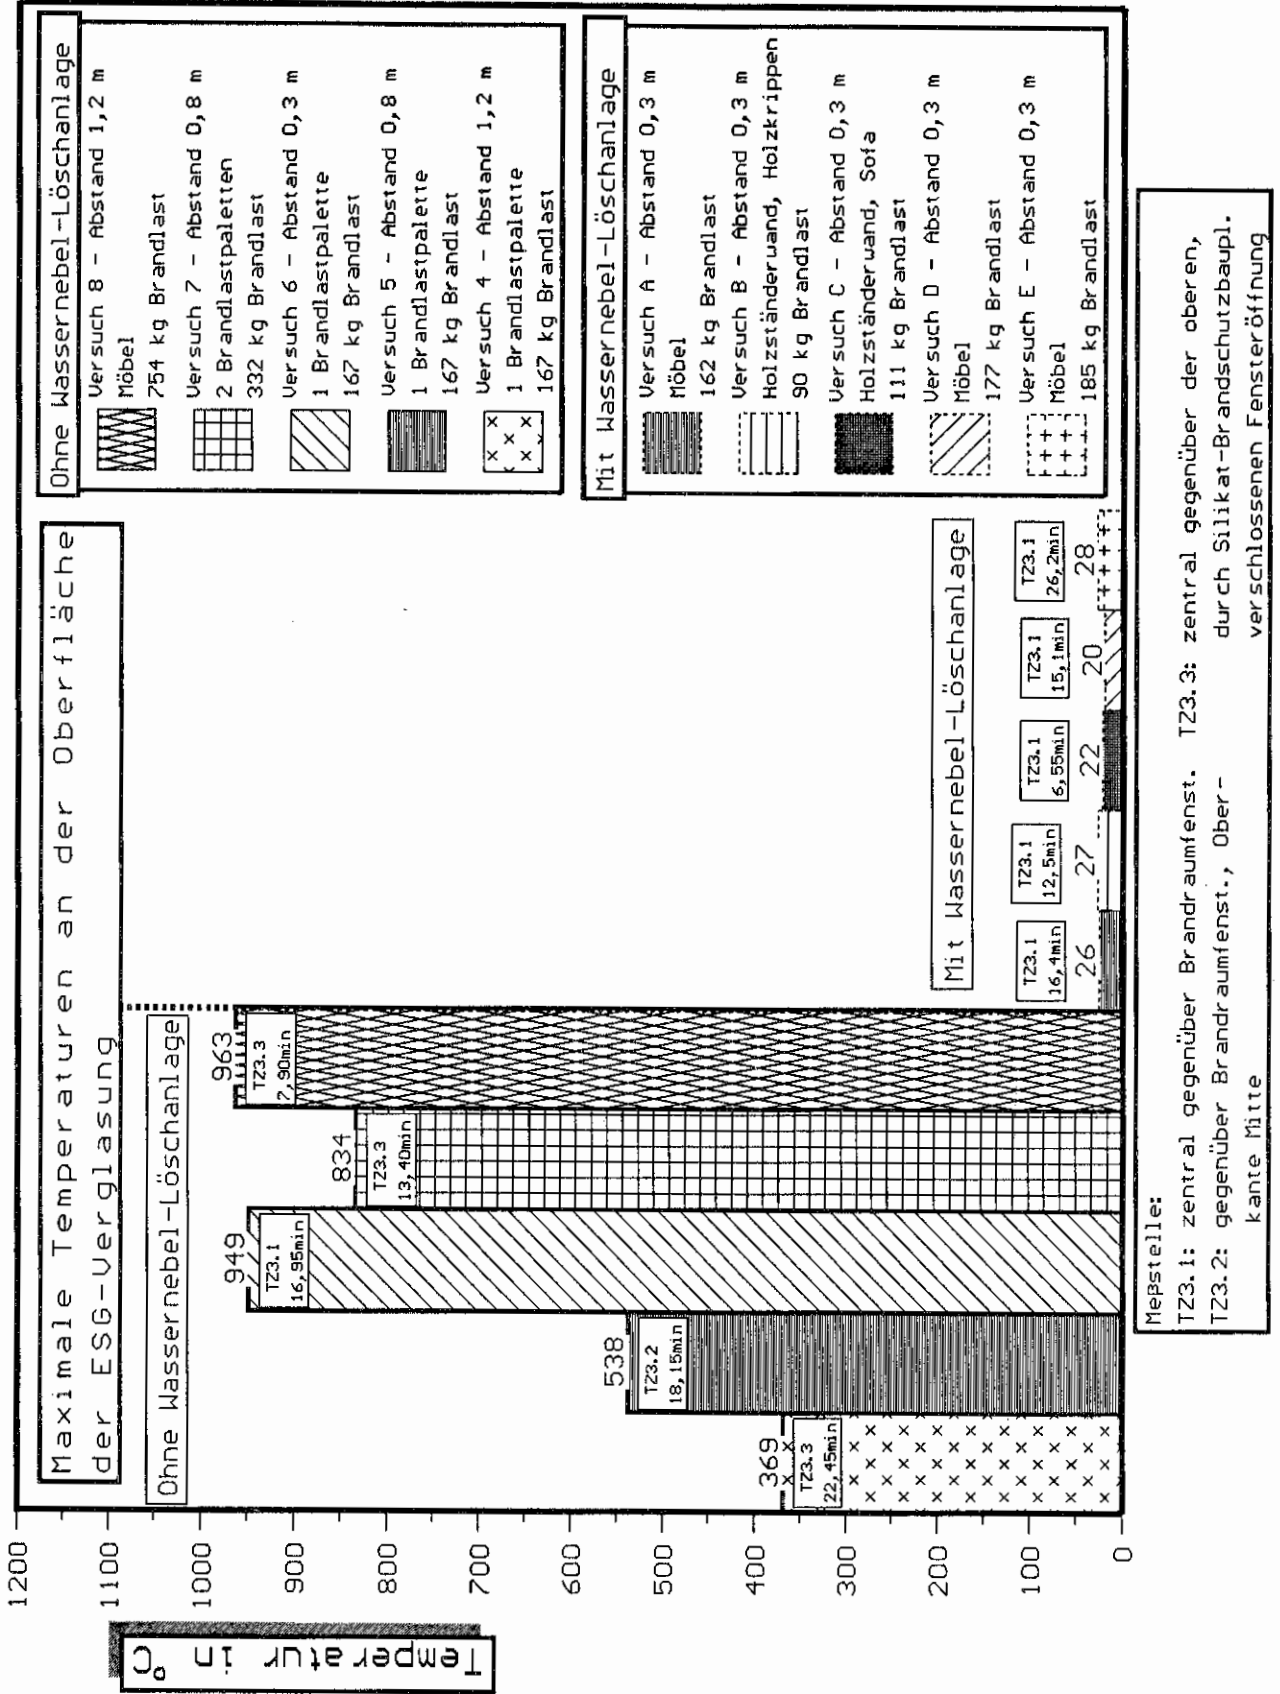 Maximale Temperaturen an der Oberfläche
der ESG-Verglasung
Ohne Wassernebel-Löschanlage
Mit Wassernebel-Löschanlage
Temperatur in °C
1200
1100
1000
900
800
700
600
500
400
300
200
100
0
369
TZ3.3
22,45min
538
TZ3.2
18,15min
949
TZ3.1
16,95min
834
TZ3.3
13,40min
963
TZ3.3
7,90min
TZ3.1
16,4min
26
TZ3.1
12,5min
27
TZ3.1
6,55min
22
TZ3.1
15,1min
20
TZ3.1
26,2min
28
Ohne Wassernebel-Löschanlage
Versuch 8 - Abstand 1,2 m
Möbel
754 kg Brandlast
Versuch 7 - Abstand 0,8 m
2 Brandlastpaletten
332 kg Brandlast
Versuch 6 - Abstand 0,3 m
1 Brandlastpalette
167 kg Brandlast
Versuch 5 - Abstand 0,8 m
1 Brandlastpalette
167 kg Brandlast
Versuch 4 - Abstand 1,2 m
1 Brandlastpalette
167 kg Brandlast
Mit Wassernebel-Löschanlage
Versuch A - Abstand 0,3 m
Möbel
162 kg Brandlast
Versuch B - Abstand 0,3 m
Holzständerwand, Holzkrippen
90 kg Brandlast
Versuch C - Abstand 0,3 m
Holzständerwand, Sofa
111 kg Brandlast
Versuch D - Abstand 0,3 m
Möbel
177 kg Brandlast
Versuch E - Abstand 0,3 m
Möbel
185 kg Brandlast
Meßstelle:
TZ3.1: zentral gegenüber Brandraumfenst.
TZ3.2: gegenüber Brandraumfenst., Ober-
kante Mitte
TZ3.3: zentral gegenüber der oberen,
durch Silikat-Brandschutzbaupl.
verschlossenen Fensteröffnung